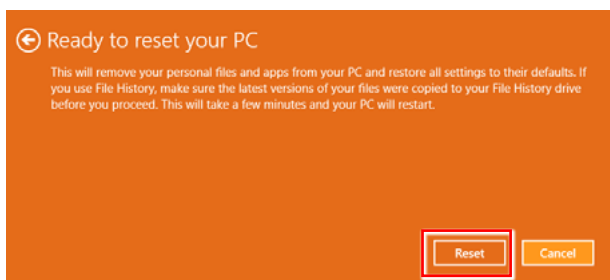 Ready to reset your PC
This will remove your personal files and apps from your PC and restore all settings to their defaults. If
you use File History, make sure the latest versions of your files were copied to your File History drive
before you proceed. This will take a few minutes and your PC will restart.
Reset
Cancel